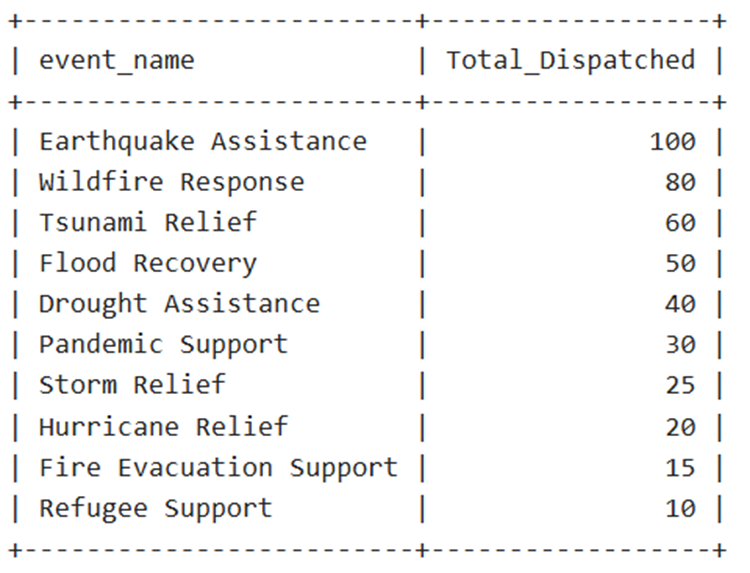 +-------------------------+------------------+
| event_name              | Total_Dispatched |
+-------------------------+------------------+
| Earthquake Assistance   |              100 |
| Wildfire Response       |               80 |
| Tsunami Relief          |               60 |
| Flood Recovery          |               50 |
| Drought Assistance      |               40 |
| Pandemic Support        |               30 |
| Storm Relief            |               25 |
| Hurricane Relief        |               20 |
| Fire Evacuation Support |               15 |
| Refugee Support         |               10 |
+-------------------------+------------------+